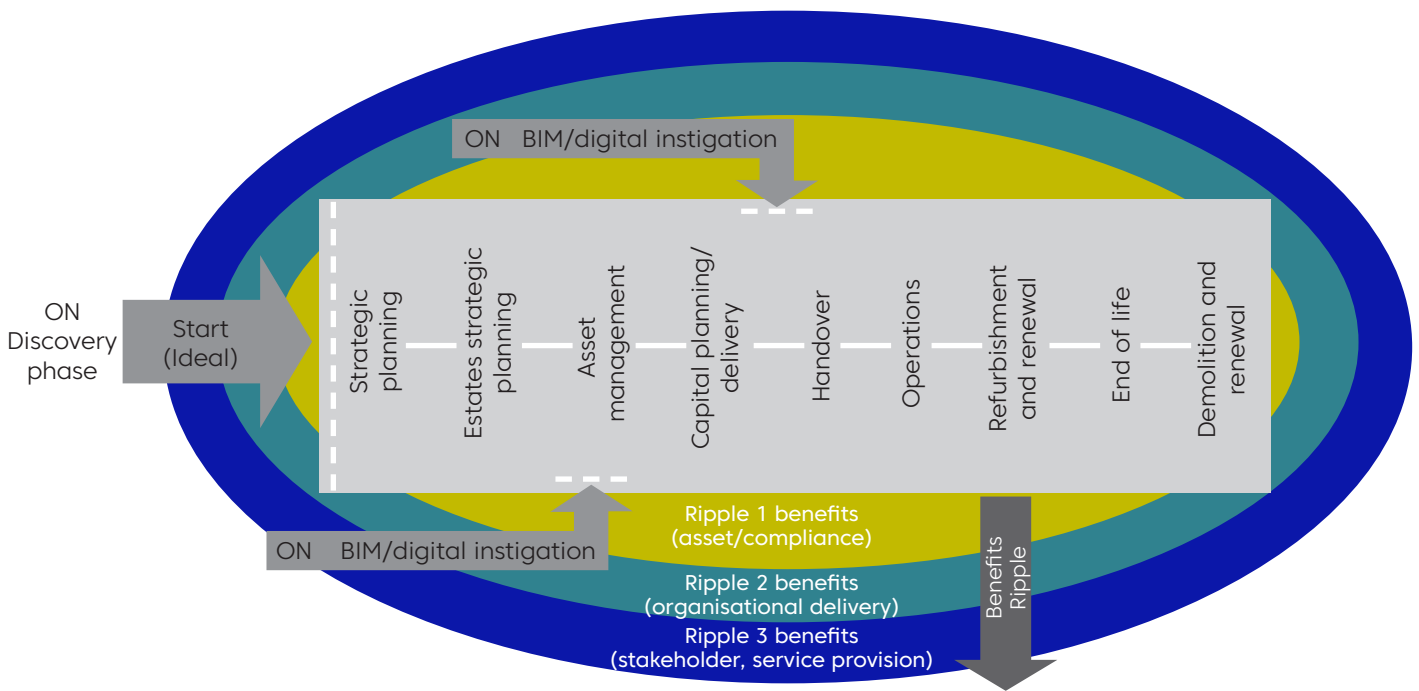 ON BIM/digital instigation
ON
Discovery
phase
Start
(Ideal)
Strategic
planning
Estates strategic
planning
Asset
management
Capital planning/
delivery
Handover
Operations
Refurbishment
and renewal
End of life
Demolition and
renewal
ON BIM/digital instigation
Ripple 1 benefits
(asset/compliance)
Ripple 2 benefits
(organisational delivery)
Ripple 3 benefits
(stakeholder, service provision)
Benefits
Ripple